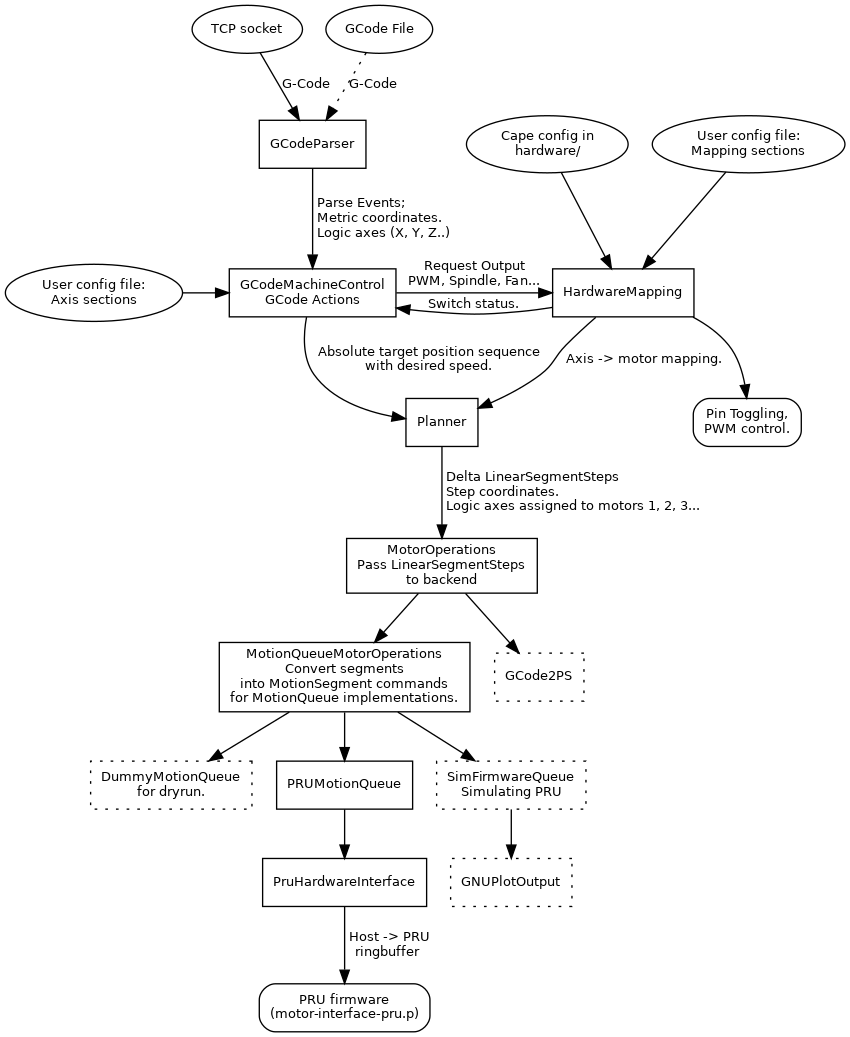 TCP socket
GCode File
G-Code
G-Code
GCodeParser
Cape config in
hardware/
User config file:
Mapping sections
Parse Events;
Metric coordinates.
Logic axes (X, Y, Z..)
User config file:
Axis sections
GCodeMachineControl
GCode Actions
Request Output
PWM, Spindle, Fan...
Switch status.
HardwareMapping
Absolute target position sequence
with desired speed.
Axis -> motor mapping.
Planner
Pin Toggling,
PWM control.
Delta LinearSegmentSteps
Step coordinates.
Logic axes assigned to motors 1, 2, 3...
MotorOperations
Pass LinearSegmentSteps
to backend
MotionQueueMotorOperations
Convert segments
into MotionSegment commands
for MotionQueue implementations.
GCode2PS
DummyMotionQueue
for dryrun.
PRUMotionQueue
SimFirmwareQueue
Simulating PRU
PruHardwareInterface
GNUPlotOutput
Host -> PRU
ringbuffer
PRU firmware
(motor-interface-pru.p)